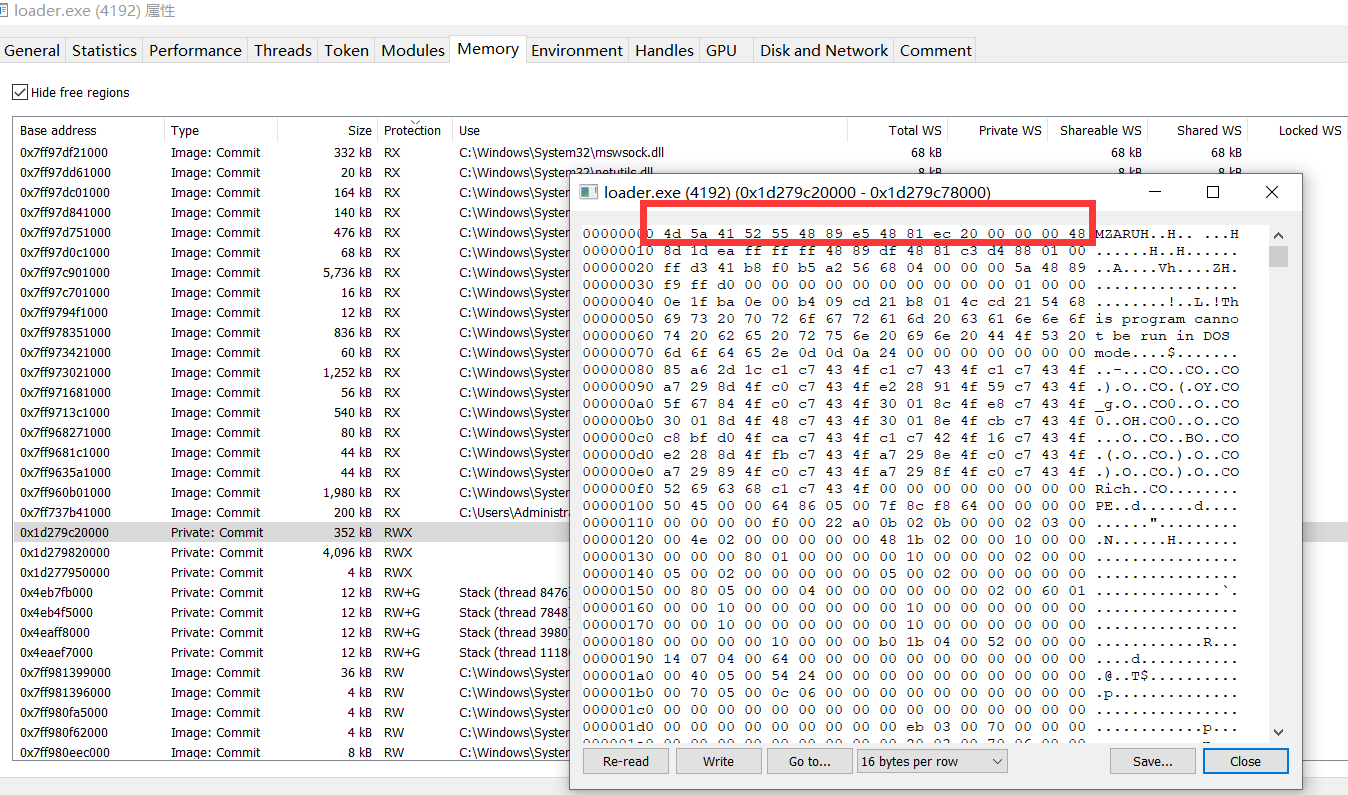 loader.exe (4192) 属性
General Statistics Performance Threads Token Modules Memory Environment Handles GPU Disk and Network Comment
Hide free regions
Base address Type Size Protection Use Total WS Private WS Shareable WS Shared WS Locked WS
0x7ff97df21000 Image: Commit 332 kB RX C:\Windows\System32\mswsock.dll 68 kB 68 kB 68 kB
0x7ff97dd61000 Image: Commit 20 kB RX C:\Windows\System32\netutils.dll 8 kB 8 kB 8 kB
0x7ff97dc01000 Image: Commit 164 kB RX C:\Windows\System
0x7ff97d841000 Image: Commit 140 kB RX C:\Windows\System
0x7ff97d751000 Image: Commit 476 kB RX C:\Windows\System
0x7ff97d0c1000 Image: Commit 68 kB RX C:\Windows\System
0x7ff97c901000 Image: Commit 5,736 kB RX C:\Windows\System
0x7ff97c701000 Image: Commit 16 kB RX C:\Windows\System
0x7ff9794f1000 Image: Commit 12 kB RX C:\Windows\System
0x7ff978351000 Image: Commit 836 kB RX C:\Windows\System
0x7ff973421000 Image: Commit 60 kB RX C:\Windows\System
0x7ff973021000 Image: Commit 1,252 kB RX C:\Windows\System
0x7ff971681000 Image: Commit 56 kB RX C:\Windows\System
0x7ff9713c1000 Image: Commit 540 kB RX C:\Windows\System
0x7ff968271000 Image: Commit 80 kB RX C:\Windows\System
0x7ff9681c1000 Image: Commit 44 kB RX C:\Windows\System
0x7ff9635a1000 Image: Commit 44 kB RX C:\Windows\System
0x7ff960b01000 Image: Commit 1,980 kB RX C:\Windows\System
0x7ff737b41000 Image: Commit 200 kB RX C:\Users\Administra
0x1d279c20000 Private: Commit 352 kB RWX
0x1d279820000 Private: Commit 4,096 kB RWX
0x1d277950000 Private: Commit 4 kB RWX
0x4eb7fb000 Private: Commit 12 kB RW+G Stack (thread 8476)
0x4eb4f5000 Private: Commit 12 kB RW+G Stack (thread 7848)
0x4eaff8000 Private: Commit 12 kB RW+G Stack (thread 3980)
0x4eaef7000 Private: Commit 12 kB RW+G Stack (thread 1118
0x7ff981399000 Image: Commit 36 kB RW C:\Windows\System
0x7ff981396000 Image: Commit 4 kB RW C:\Windows\System
0x7ff980fa5000 Image: Commit 4 kB RW C:\Windows\System
0x7ff980f62000 Image: Commit 4 kB RW C:\Windows\System
0x7ff980eec000 Image: Commit 8 kB RW C:\Windows\System
loader.exe (4192) (0x1d279c20000 - 0x1d279c78000)
00000000 4d 5a 41 52 55 48 89 e5 48 81 ec 20 00 00 00 48 MZARUH..H.. ...H
00000010 8d 1d ea ff ff ff 48 89 df 48 81 c3 d4 88 01 00 ......H..H......
00000020 ff d3 41 b8 f0 b5 a2 56 68 04 00 00 00 5a 48 89 ..A....Vh....ZH.
00000030 f9 ff d0 00 00 00 00 00 00 00 00 00 00 01 00 00 ................
00000040 0e 1f ba 0e 00 b4 09 cd 21 b8 01 4c cd 21 54 68 ........!..L.!Th
00000050 69 73 20 70 72 6f 67 72 61 6d 20 63 61 6e 6e 6f is program canno
00000060 74 20 62 65 20 72 75 6e 20 69 6e 20 44 4f 53 20 t be run in DOS
00000070 6d 6f 64 65 2e 0d 0d 0a 24 00 00 00 00 00 00 00 mode....$.......
00000080 85 a6 2d 1c c1 c7 43 4f c1 c7 43 4f c1 c7 43 4f ..-...CO..CO..CO
00000090 a7 29 8d 4f c0 c7 43 4f e2 28 91 4f 59 c7 43 4f .).O..CO.(.OY.CO
000000a0 5f 67 84 4f c0 c7 43 4f 30 01 8c 4f e8 c7 43 4f _g.O..CO0..O..CO
000000b0 30 01 8d 4f 48 c7 43 4f 30 01 8e 4f cb c7 43 4f 0..OH.CO0..O..CO
000000c0 c8 bf d0 4f ca c7 43 4f c1 c7 42 4f 16 c7 43 4f ...O..CO..BO..CO
000000d0 e2 28 8d 4f fb c7 43 4f a7 29 8e 4f c0 c7 43 4f .(.O..CO.).O..CO
000000e0 a7 29 89 4f c0 c7 43 4f a7 29 8f 4f c0 c7 43 4f .).O..CO.).O..CO
000000f0 52 69 63 68 c1 c7 43 4f 00 00 00 00 00 00 00 00 Rich..CO........
00000100 50 45 00 00 64 86 05 00 7f 8c f8 64 00 00 00 00 PE..d......d....
00000110 00 00 00 00 f0 00 22 a0 0b 02 0b 00 00 02 03 00 ......".........
00000120 00 4e 02 00 00 00 00 00 48 1b 02 00 00 10 00 00 .N......H.......
00000130 00 00 00 80 01 00 00 00 00 10 00 00 00 02 00 00 ................
00000140 05 00 02 00 00 00 00 00 05 00 02 00 00 00 00 00 ................
00000150 00 80 05 00 00 04 00 00 00 00 00 00 02 00 60 01 ..............`.
00000160 00 00 10 00 00 00 00 00 00 10 00 00 00 00 00 00 ................
00000170 00 00 10 00 00 00 00 00 00 10 00 00 00 00 00 00 ................
00000180 00 00 00 00 10 00 00 00 b0 1b 04 00 52 00 00 00 ............R...
00000190 14 07 04 00 64 00 00 00 00 00 00 00 00 00 00 00 ....d...........
000001a0 00 40 05 00 54 24 00 00 00 00 00 00 00 00 00 00 .@..T$..........
000001b0 00 70 05 00 0c 06 00 00 00 00 00 00 00 00 00 00 .p..............
000001c0 00 00 00 00 00 00 00 00 00 00 00 00 00 00 00 00 ................
000001d0 00 00 00 00 00 00 00 00 00 eb 03 00 70 00 00 00 ............p...
Re-read Write Go to... 16 bytes per row Save... Close